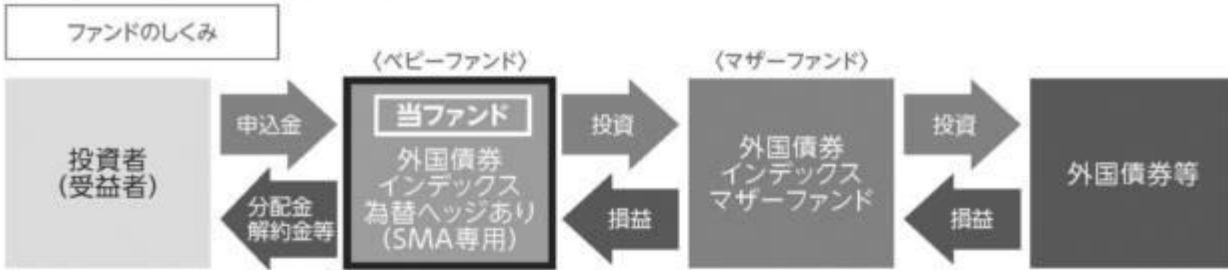 ファンドのしくみ
〈ベビーファンド〉
〈マザーファンド〉
投資者
(受益者)
申込金
分配金
解約金等
当ファンド
外国債券
インデックス
為替ヘッジあり
(SMA専用)
投資
損益
外国債券
インデックス
マザーファンド
投資
損益
外国債券等